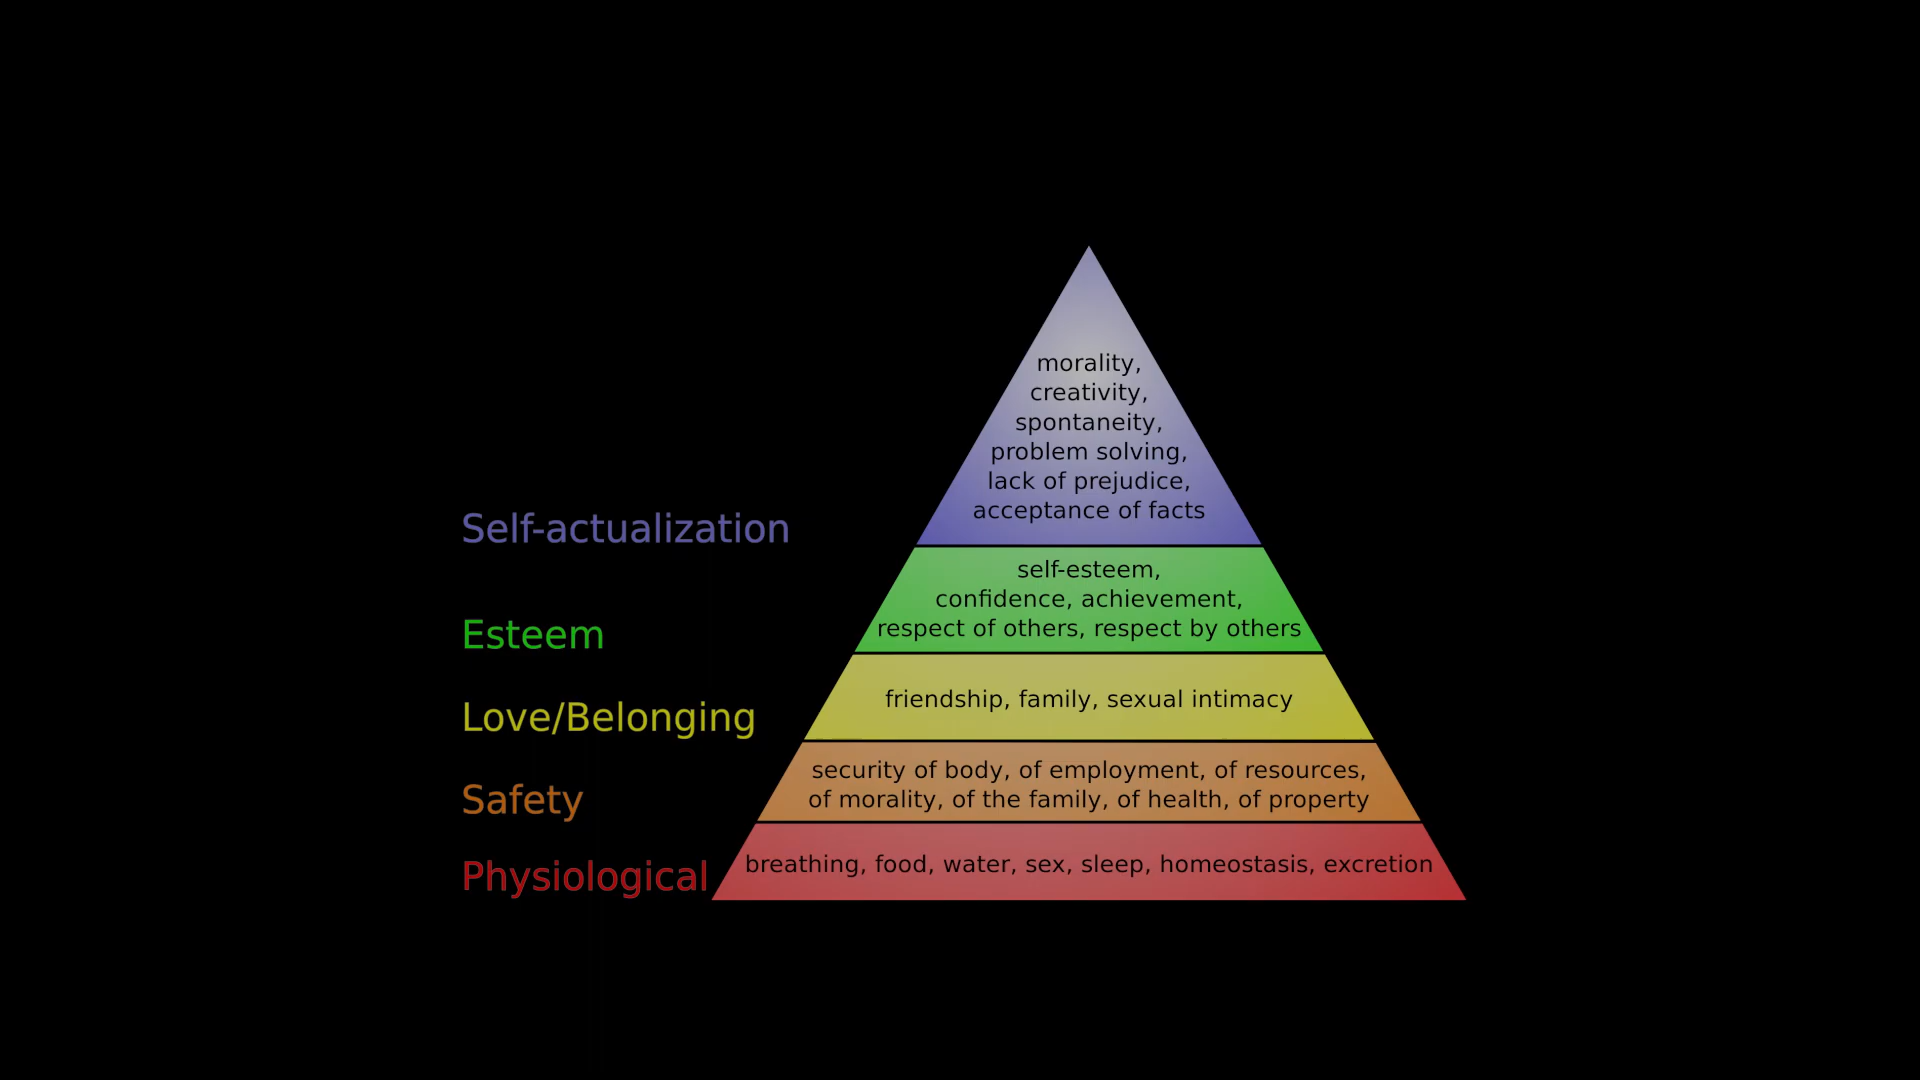 morality,
creativity,
spontaneity,
problem solving,
lack of prejudice,
acceptance of facts
Self-actualization
self-esteem,
confidence, achievement,
respect of others, respect by others
Esteem
friendship, family, sexual intimacy
Love/Belonging
security of body, of employment, of resources,
of morality, of the family, of health, of property
Safety
breathing, food, water, sex, sleep, homeostasis, excretion
Physiological